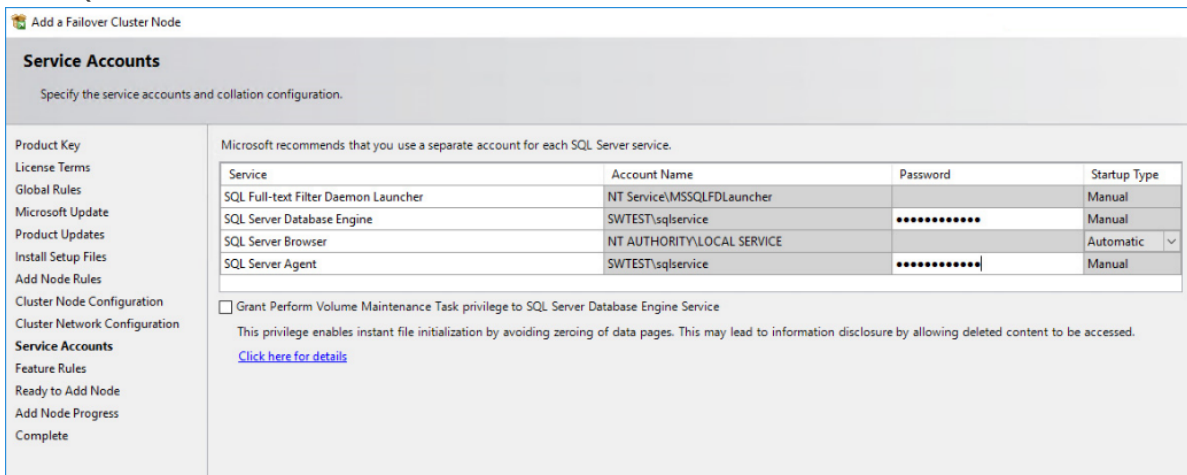 Add a Failover Cluster Node
Service Accounts
Specify the service accounts and collation configuration.
Product Key
License Terms
Global Rules
Microsoft Update
Product Updates
Install Setup Files
Add Node Rules
Cluster Node Configuration
Cluster Network Configuration
Service Accounts
Feature Rules
Ready to Add Node
Add Node Progress
Complete
Microsoft recommends that you use a separate account for each SQL Server service.
Service Account Name Password Startup Type
SQL Full-text Filter Daemon Launcher NT Service\MSSQLFDLauncher Manual
SQL Server Database Engine SWTEST\sqlservice ●●●●●●●●●●●● Manual
SQL Server Browser NT AUTHORITY\LOCAL SERVICE Automatic
SQL Server Agent SWTEST\sqlservice ●●●●●●●●●●●● Manual
Grant Perform Volume Maintenance Task privilege to SQL Server Database Engine Service
This privilege enables instant file initialization by avoiding zeroing of data pages. This may lead to information disclosure by allowing deleted content to be accessed.
Click here for details